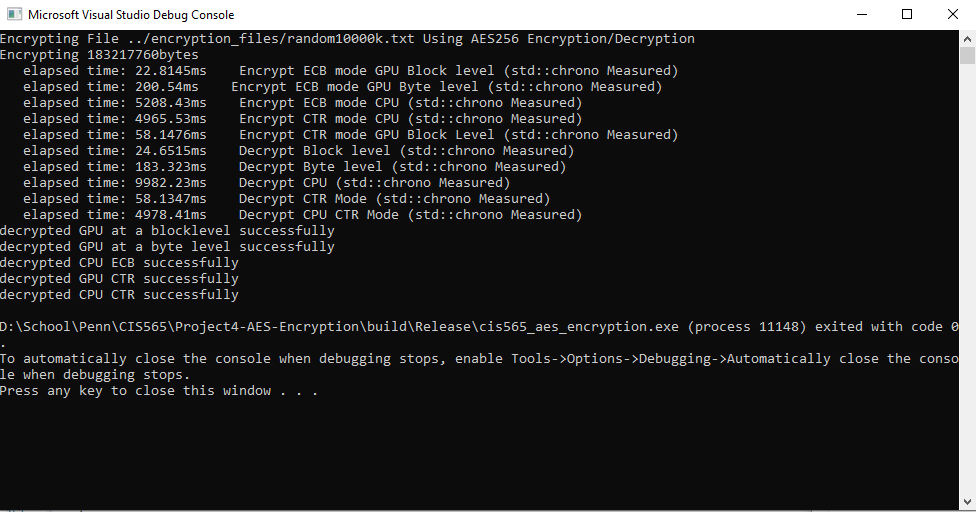 Microsoft Visual Studio Debug Console
Encrypting File ../encryption_files/random10000k.txt Using AES256 Encryption/Decryption
Encrypting 183217760bytes
   elapsed time: 22.8145ms    Encrypt ECB mode GPU Block level (std::chrono Measured)
   elapsed time: 200.54ms    Encrypt ECB mode GPU Byte level (std::chrono Measured)
   elapsed time: 5208.43ms    Encrypt ECB mode CPU (std::chrono Measured)
   elapsed time: 4965.53ms    Encrypt CTR mode CPU (std::chrono Measured)
   elapsed time: 58.1476ms    Encrypt CTR mode GPU Block Level (std::chrono Measured)
   elapsed time: 24.6515ms    Decrypt Block level (std::chrono Measured)
   elapsed time: 183.323ms    Decrypt Byte level (std::chrono Measured)
   elapsed time: 9982.23ms    Decrypt CPU (std::chrono Measured)
   elapsed time: 58.1347ms    Decrypt CTR Mode (std::chrono Measured)
   elapsed time: 4978.41ms    Decrypt CPU CTR Mode (std::chrono Measured)
decrypted GPU at a blocklevel successfully
decrypted GPU at a byte level successfully
decrypted CPU ECB successfully
decrypted GPU CTR successfully
decrypted CPU CTR successfully
D:\School\Penn\CIS565\Project4-AES-Encryption\build\Release\cis565_aes_encryption.exe (process 11148) exited with code 0
.
To automatically close the console when debugging stops, enable Tools->Options->Debugging->Automatically close the conso
le when debugging stops.
Press any key to close this window . . .